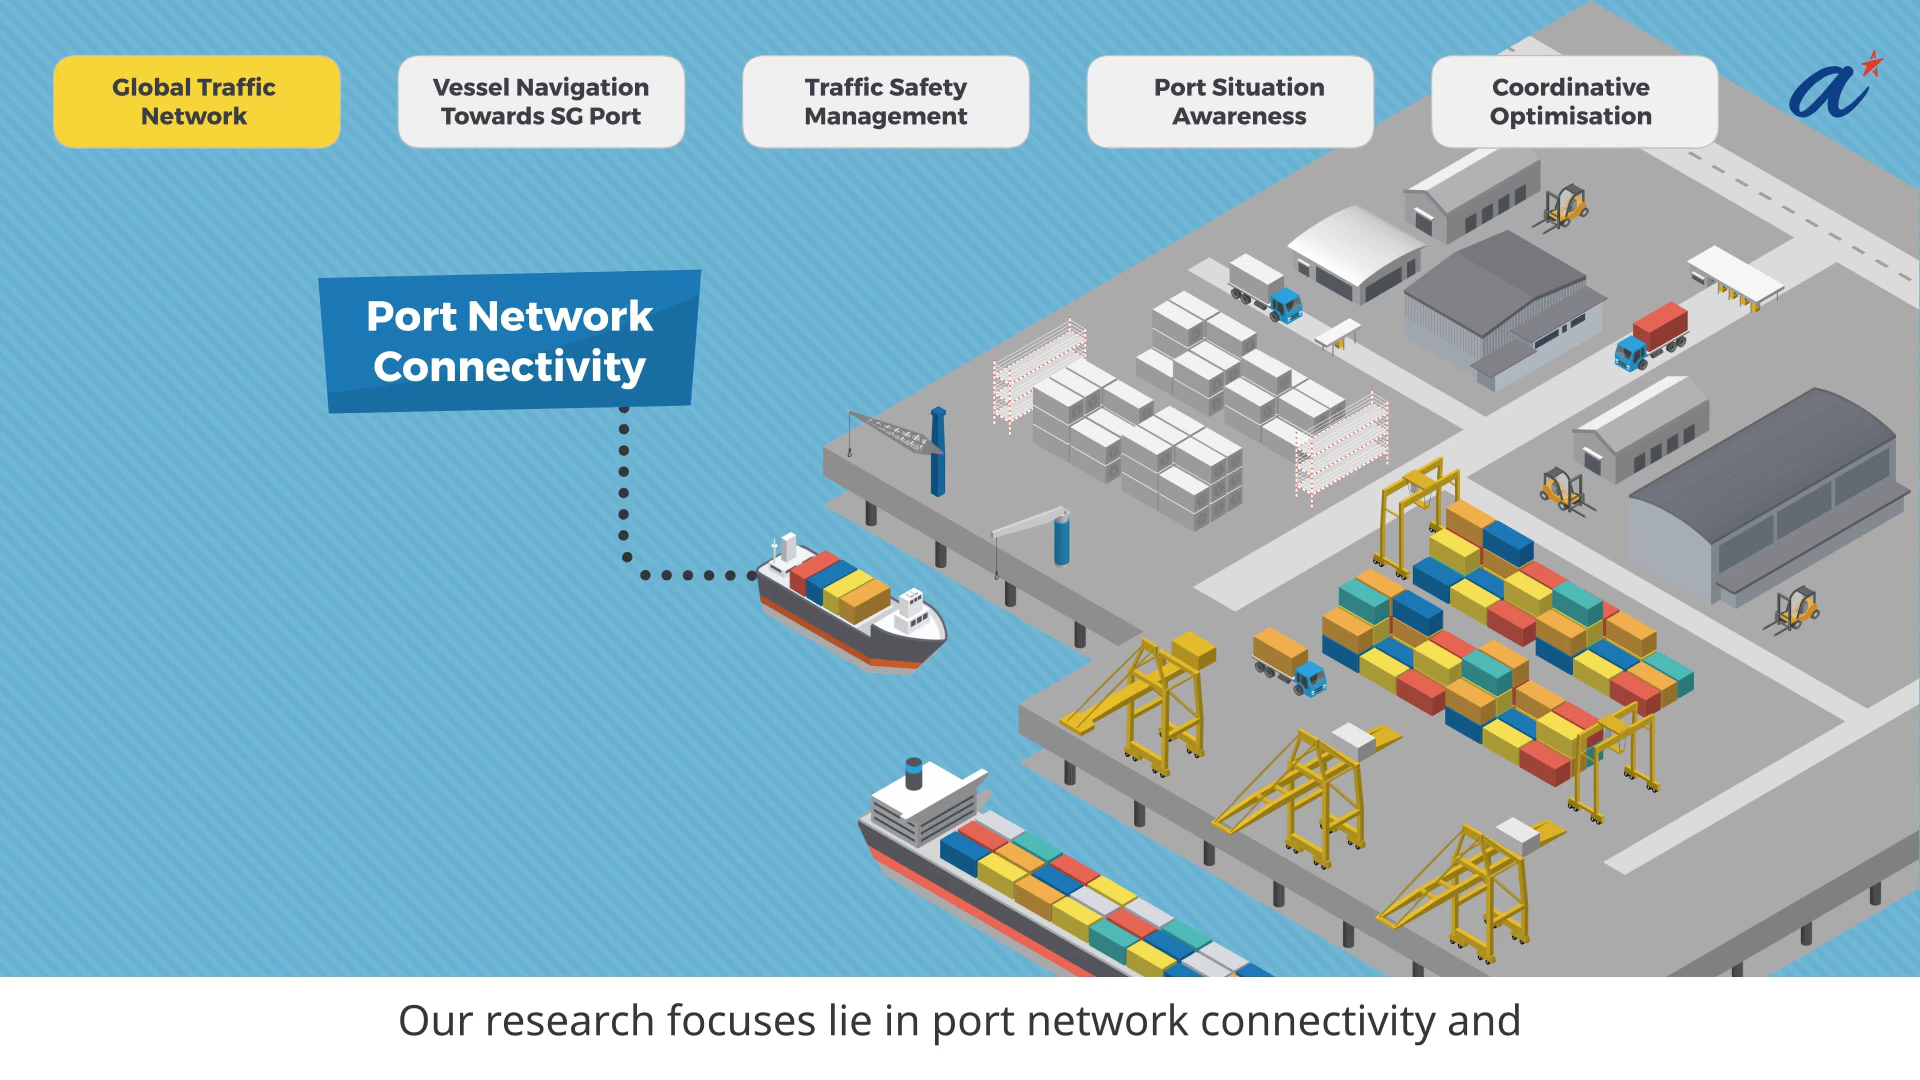 Global Traffic
Network
Vessel Navigation
Towards SG Port
Traffic Safety
Management
Port Situation
Awareness
Coordinative
Optimisation
a
Port Network
Connectivity
Our research focuses lie in port network connectivity and